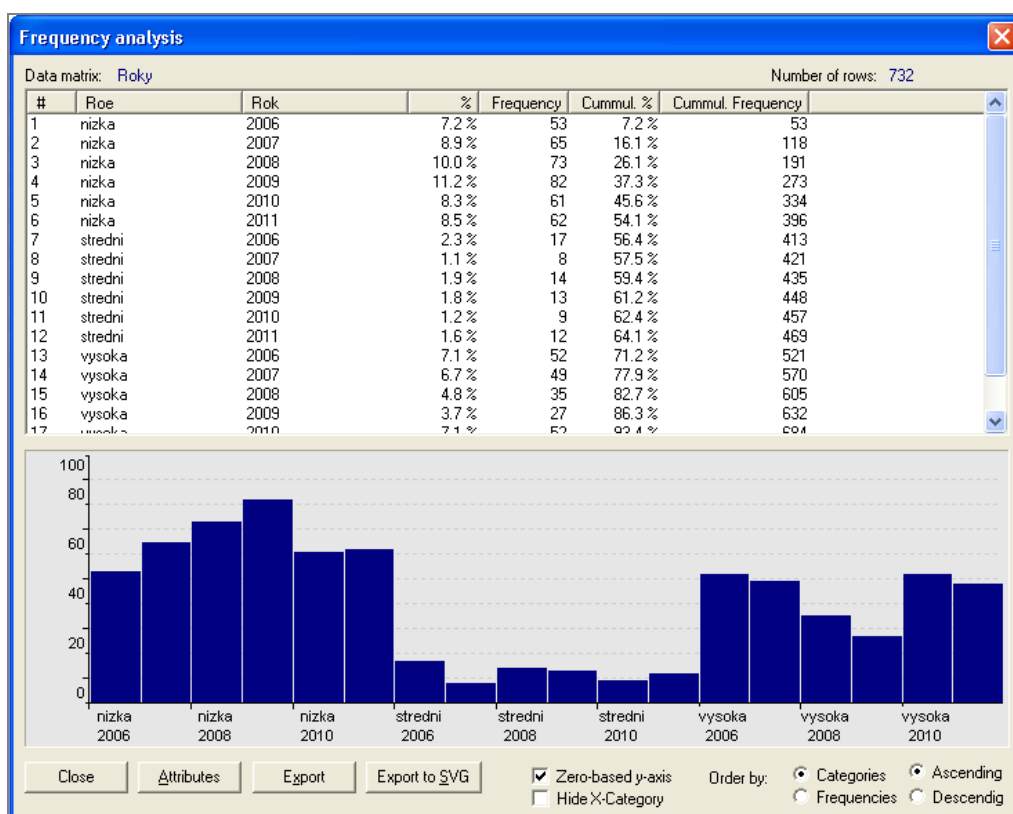 Frequency analysis
Data matrix: Roky Number of rows: 732
# Roe Rok % Frequency Cummul. % Cummul. Frequency
1 nizka 2006 7.2 % 53 7.2 % 53
2 nizka 2007 8.9 % 65 16.1 % 118
3 nizka 2008 10.0 % 73 26.1 % 191
4 nizka 2009 11.2 % 82 37.3 % 273
5 nizka 2010 8.3 % 61 45.6 % 334
6 nizka 2011 8.5 % 62 54.1 % 396
7 stredni 2006 2.3 % 17 56.4 % 413
8 stredni 2007 1.1 % 8 57.5 % 421
9 stredni 2008 1.9 % 14 59.4 % 435
10 stredni 2009 1.8 % 13 61.2 % 448
11 stredni 2010 1.2 % 9 62.4 % 457
12 stredni 2011 1.6 % 12 64.1 % 469
13 vysoka 2006 7.1 % 52 71.2 % 521
14 vysoka 2007 6.7 % 49 77.9 % 570
15 vysoka 2008 4.8 % 35 82.7 % 605
16 vysoka 2009 3.7 % 27 86.3 % 632
17 vysoka 2010 7.1 % 52 93.4 % 684
100
80
60
40
20
0
nizka nizka nizka stredni stredni stredni vysoka vysoka vysoka
2006 2008 2010 2006 2008 2010 2006 2008 2010
Close Attributes Export Export to SVG Zero-based y-axis Order by: Categories Ascending
Hide X-Category Frequencies Descendig